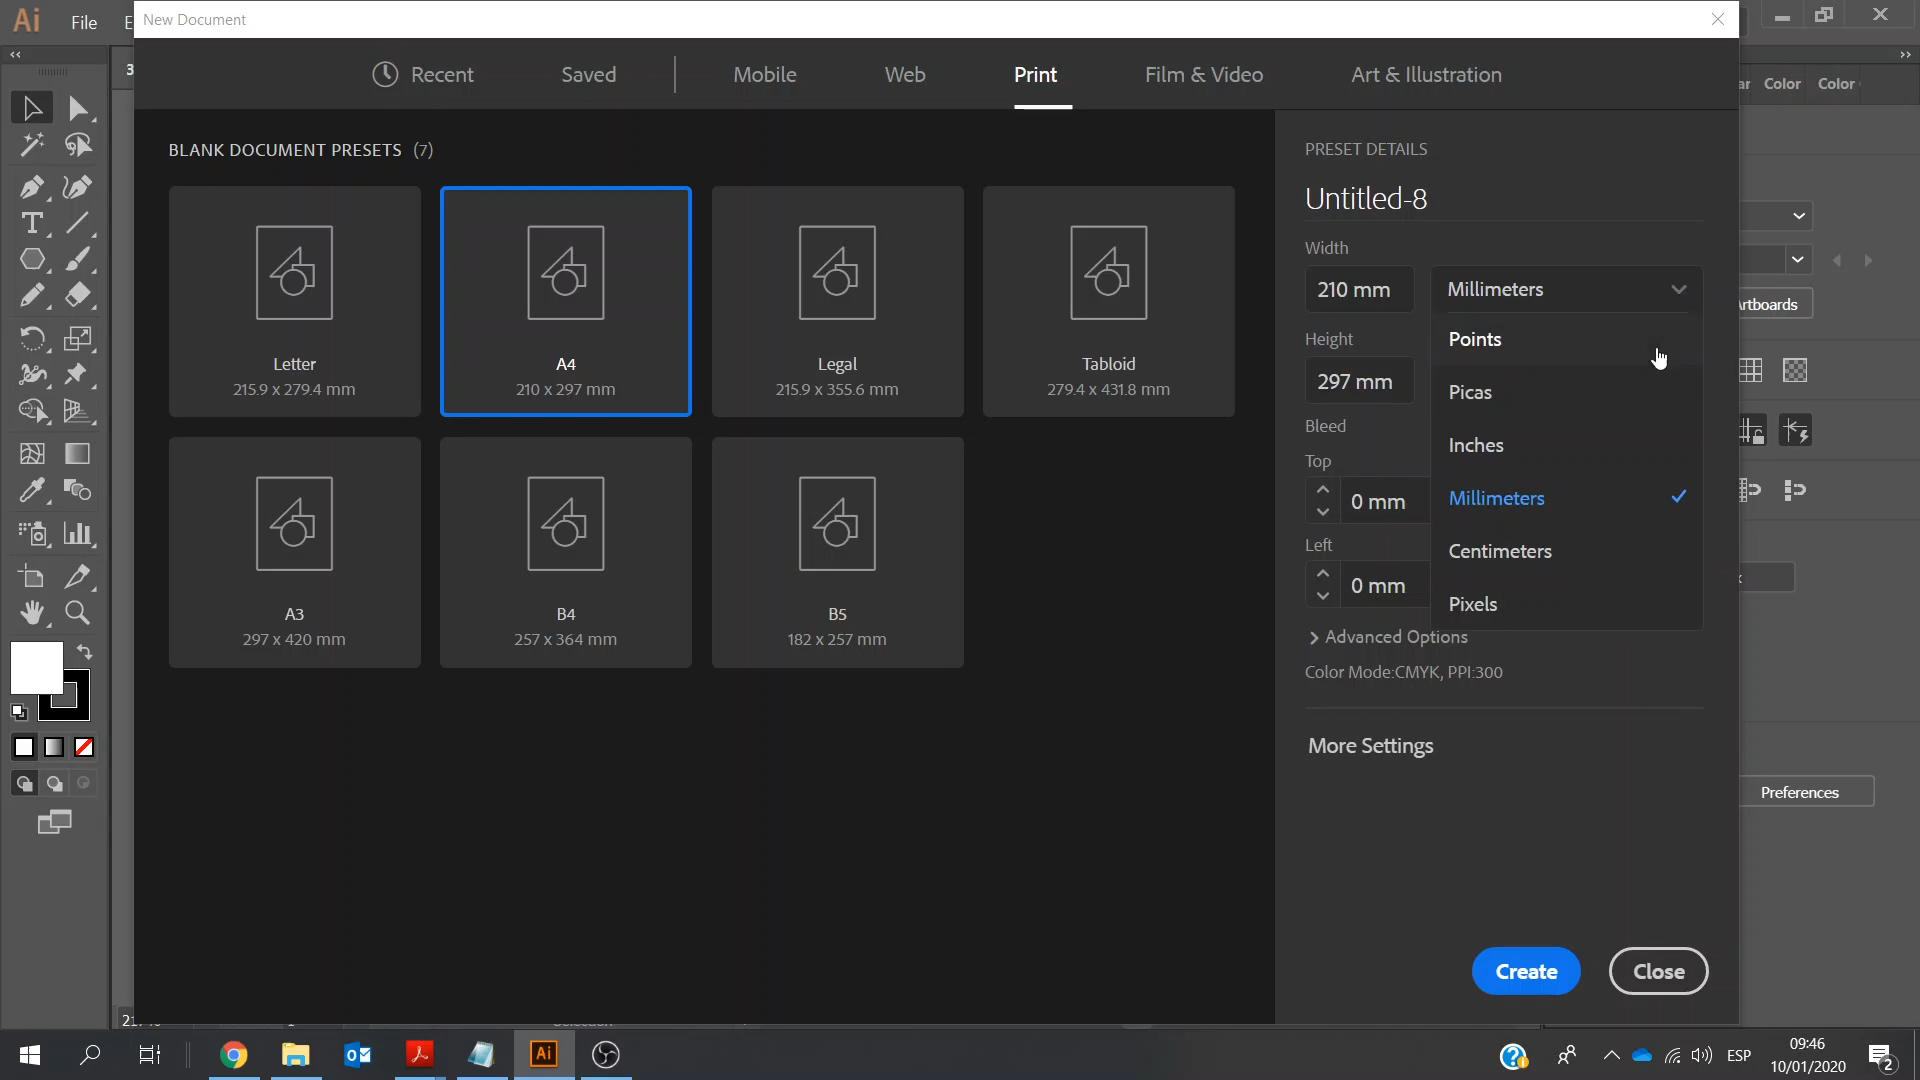 Ai File E
New Document
Recent Saved Mobile Web Print Film & Video Art & Illustration
BLANK DOCUMENT PRESETS (7)
Letter
215.9 x 279.4 mm
A4
210 x 297 mm
Legal
215.9 x 355.6 mm
Tabloid
279.4 x 431.8 mm
A3
297 x 420 mm
B4
257 x 364 mm
B5
182 x 257 mm
PRESET DETAILS
Untitled-8
Width
210 mm Millimeters
Height
297 mm
Bleed
Top
0 mm
Left
0 mm
Points
Picas
Inches
Millimeters
Centimeters
Pixels
Advanced Options
Color Mode:CMYK, PPI:300
More Settings
Create Close
ar Color Color
rtboards
Preferences
Ai
ESP
09:46
10/01/2020
2